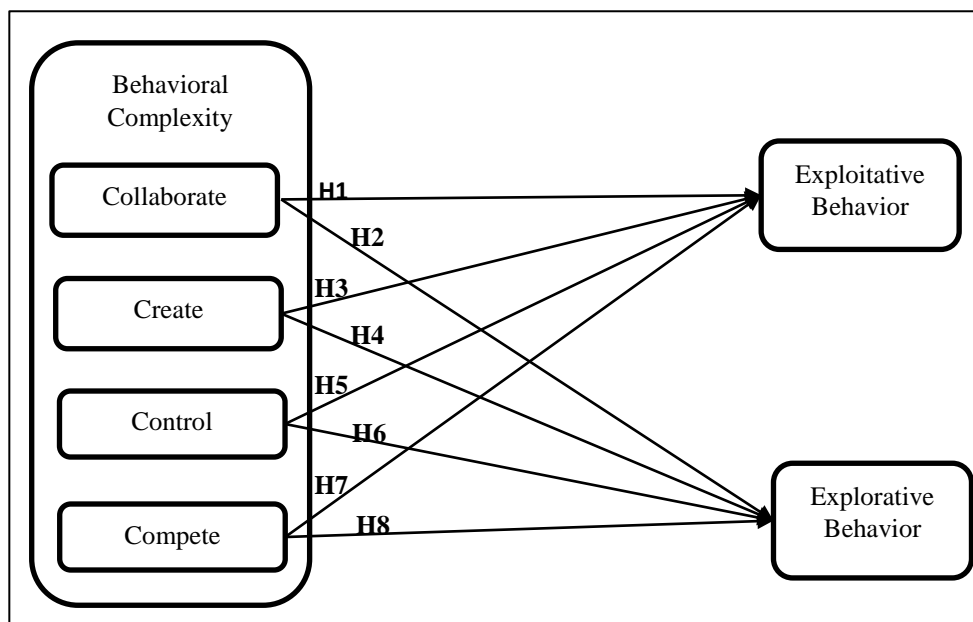 Behavioral
Complexity
Collaborate
Create
Control
Compete
H1
H2
H3
H4
H5
H6
H7
H8
Exploitative
Behavior
Explorative
Behavior